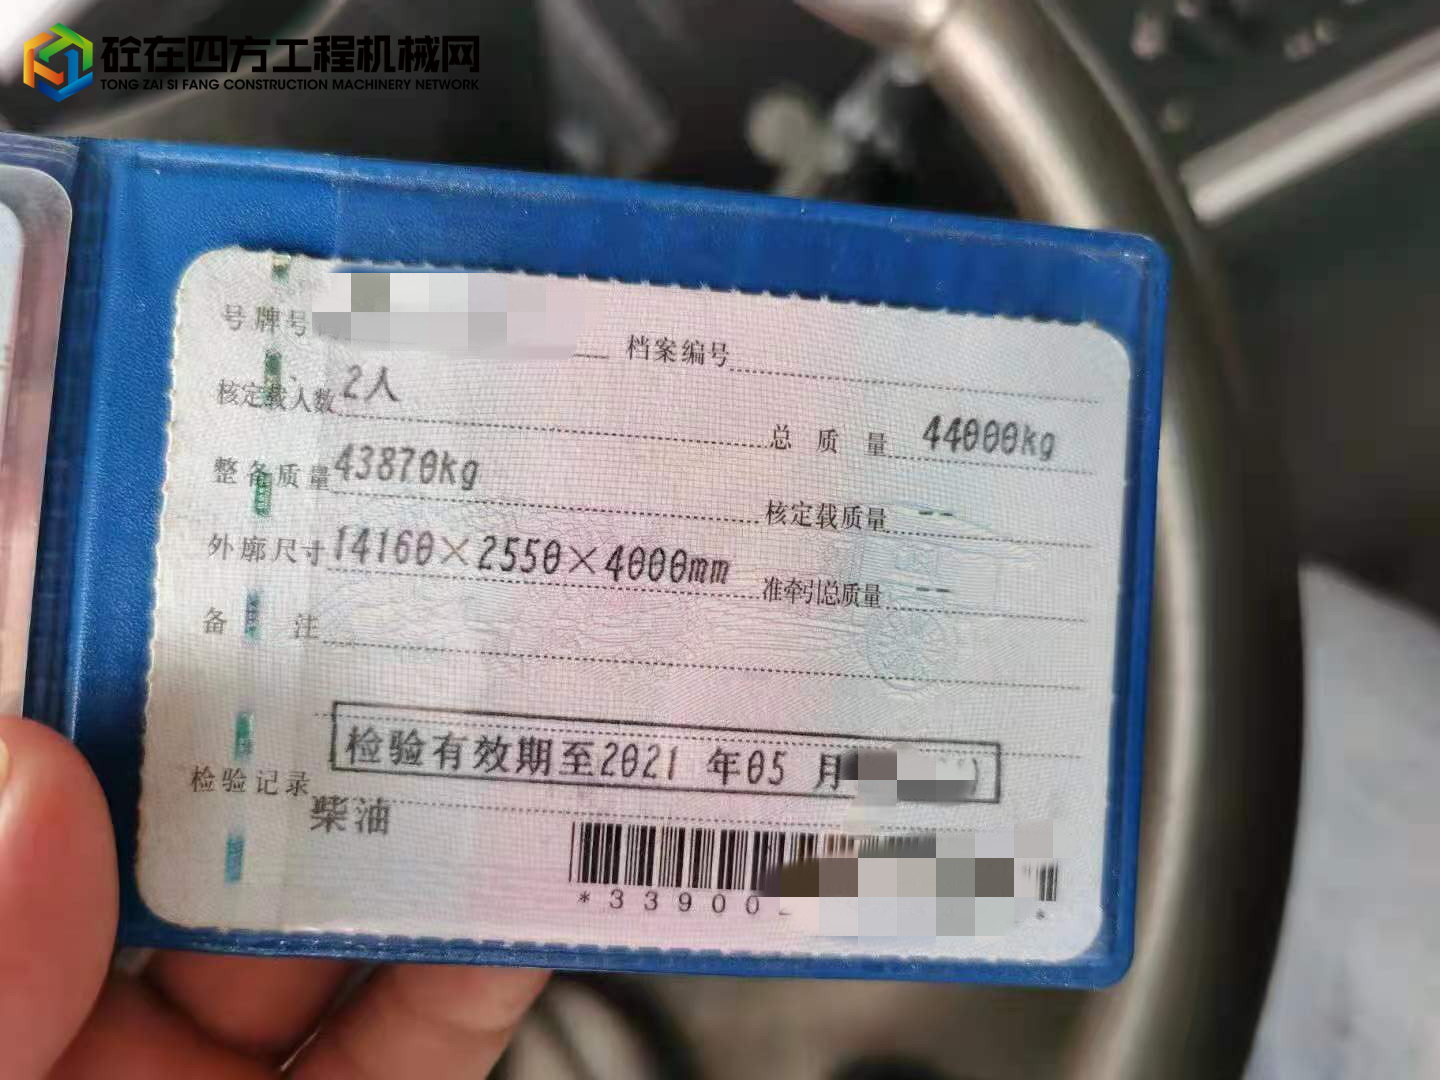 砼在四方工程机械网
TONG ZAI SI FANG CONSTRUCTION MACHINERY NETWORK
号牌号
档案编号
核定载人数 2人
总质量 44000kg
整备质量 43870kg
核定载质量 --
外廓尺寸 14160×2550×4000mm
准牵引总质量 --
备注
检验有效期至2021 年05 月
检验记录
柴油
*33900
*